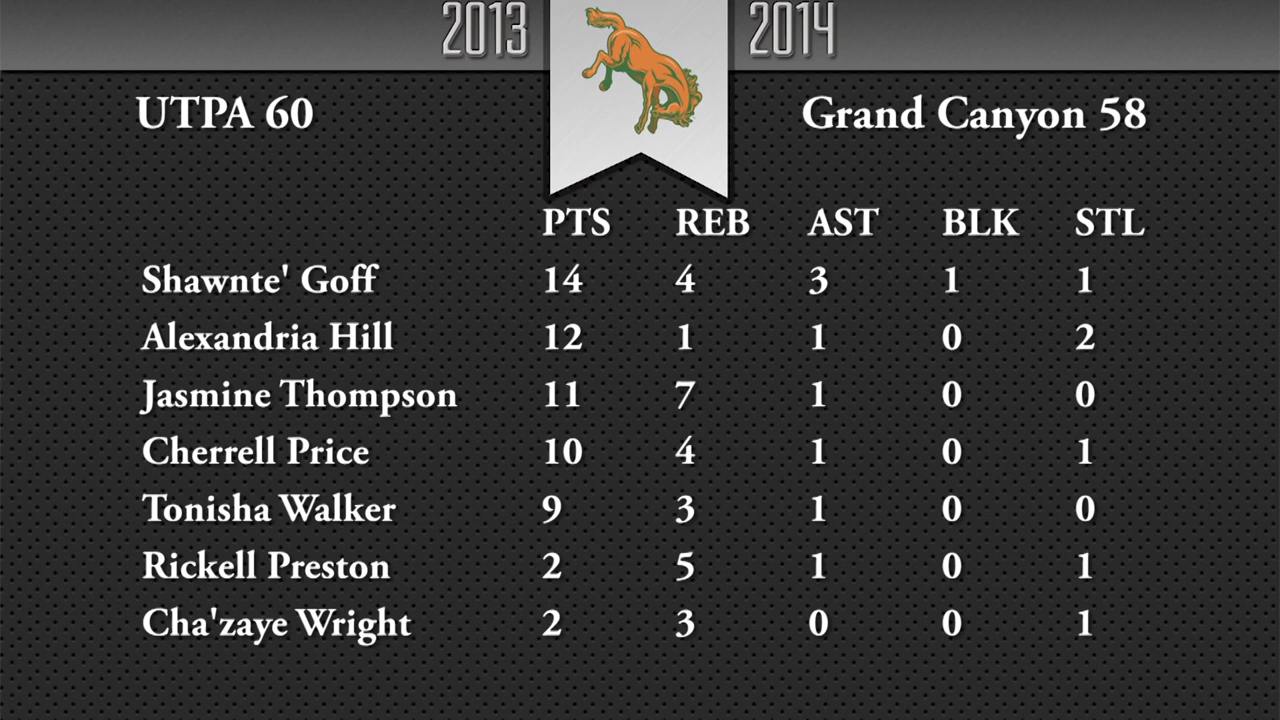 2013 2014
UTPA 60 Grand Canyon 58
PTS REB AST BLK STL
Shawnte' Goff 14 4 3 1 1
Alexandria Hill 12 1 1 0 2
Jasmine Thompson 11 7 1 0 0
Cherrell Price 10 4 1 0 1
Tonisha Walker 9 3 1 0 0
Rickell Preston 2 5 1 0 1
Cha'zaye Wright 2 3 0 0 1